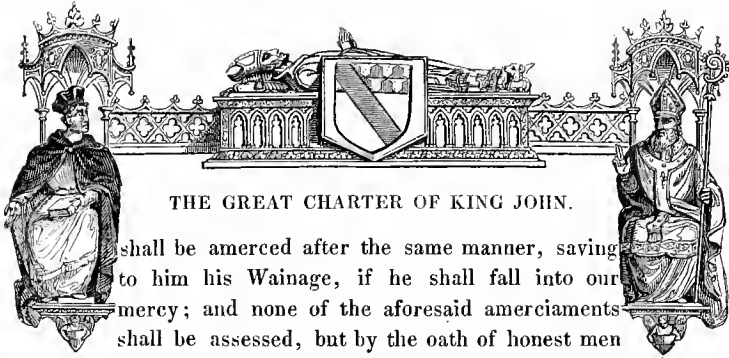 THE GREAT CHARTER OF KING JOHN.
shall be amerced after the same manner, saving
to him his Wainage, if he shall fall into our
mercy; and none of the aforesaid amerciaments
shall be assessed, but by the oath of honest men